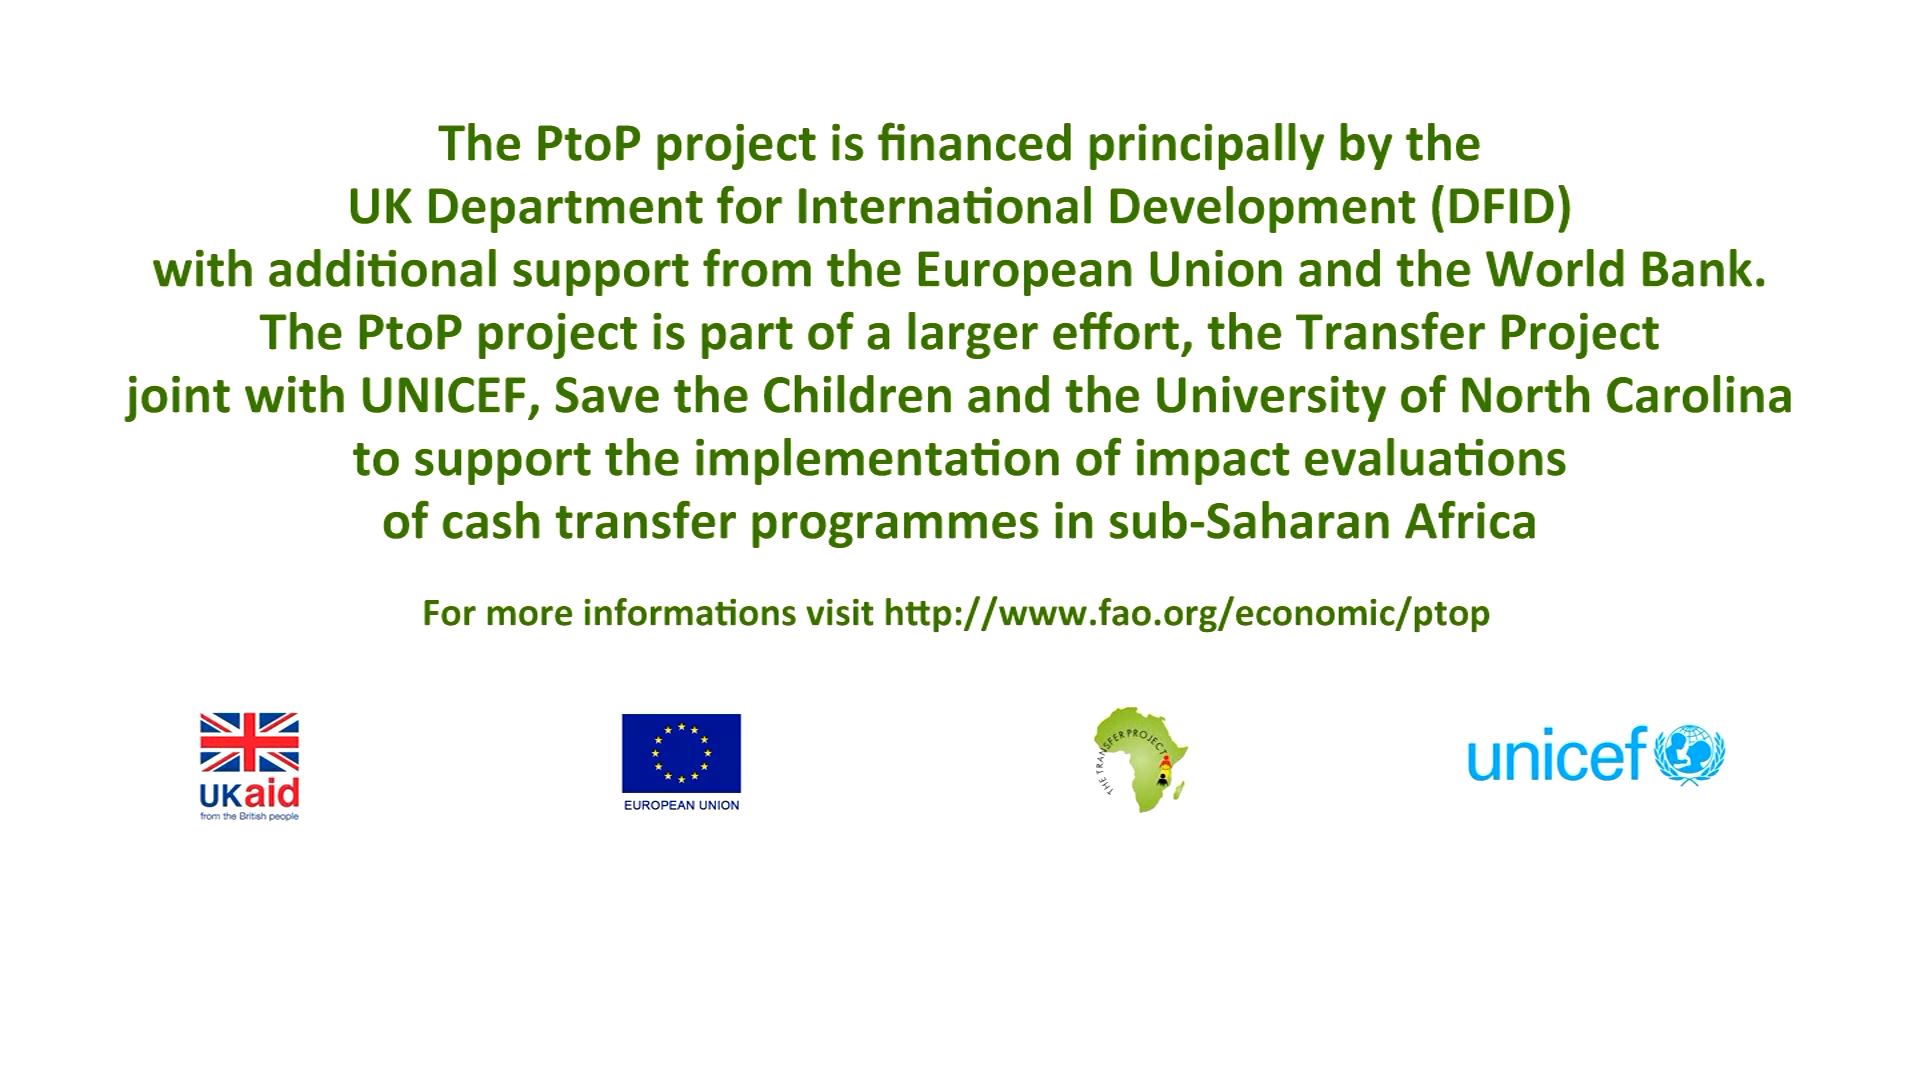 The PtoP project is financed principally by the
UK Department for International Development (DFID)
with additional support from the European Union and the World Bank.
The PtoP project is part of a larger effort, the Transfer Project
joint with UNICEF, Save the Children and the University of North Carolina
to support the implementation of impact evaluations
of cash transfer programmes in sub-Saharan Africa
For more informations visit http://www.fao.org/economic/ptop
UKaid
from the British people
EUROPEAN UNION
THE TRANSFER PROJECT
unicef